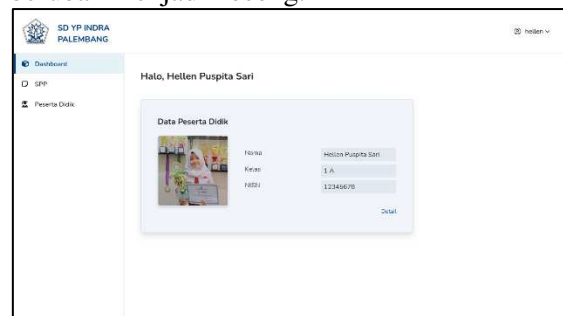 SD YP INDRA
PALEMBANG
hellen
Dashboard
SPP
Peserta Didik
Halo, Hellen Puspita Sari
Data Peserta Didik
Nama Hellen Puspita Sari
Kelas 1 A
NISN 12345678
Detail